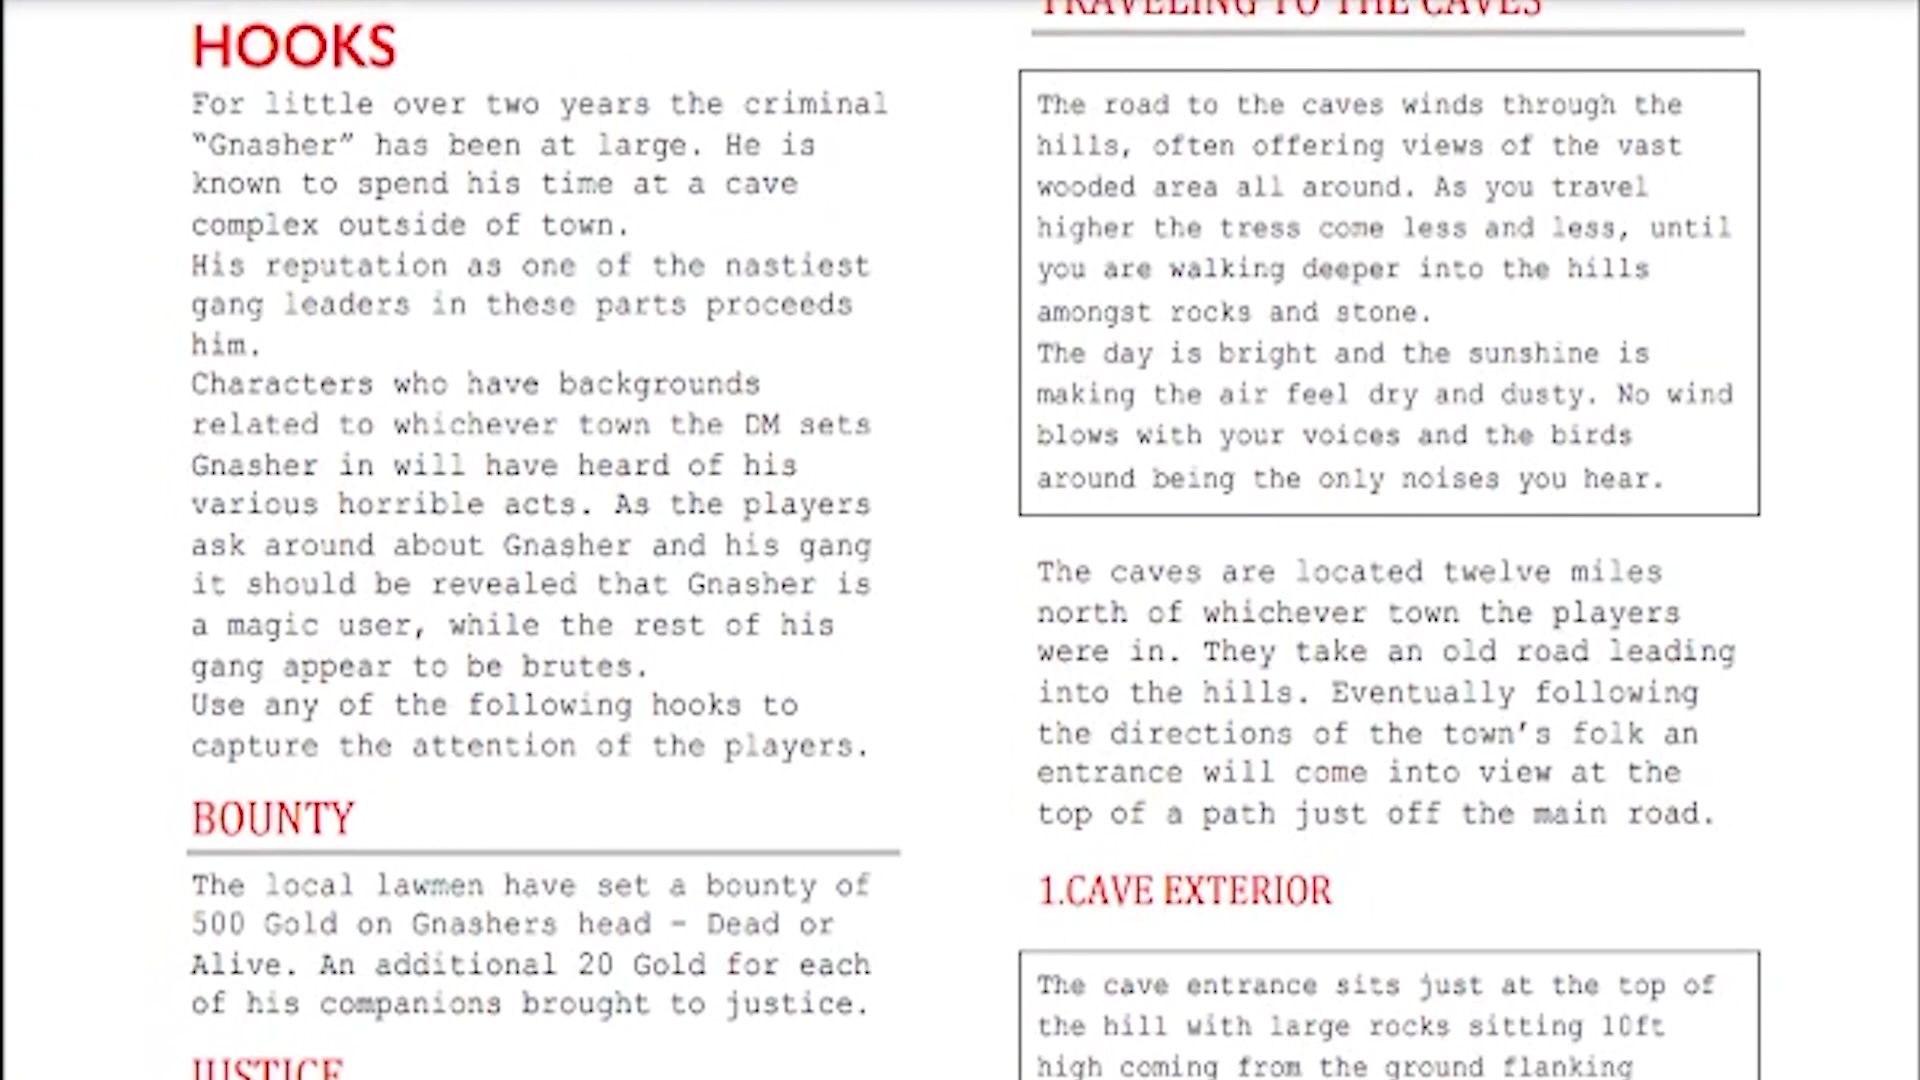 HOOKS
For little over two years the criminal
“Gnasher” has been at large. He is
known to spend his time at a cave
complex outside of town.
His reputation as one of the nastiest
gang leaders in these parts proceeds
him.
Characters who have backgrounds
related to whichever town the DM sets
Gnasher in will have heard of his
various horrible acts. As the players
ask around about Gnasher and his gang
it should be revealed that Gnasher is
a magic user, while the rest of his
gang appear to be brutes.
Use any of the following hooks to
capture the attention of the players.
BOUNTY
The local lawmen have set a bounty of
500 Gold on Gnashers head – Dead or
Alive. An additional 20 Gold for each
of his companions brought to justice.
JUSTICE
TRAVELING TO THE CAVES
The road to the caves winds through the
hills, often offering views of the vast
wooded area all around. As you travel
higher the tress come less and less, until
you are walking deeper into the hills
amongst rocks and stone.
The day is bright and the sunshine is
making the air feel dry and dusty. No wind
blows with your voices and the birds
around being the only noises you hear.
The caves are located twelve miles
north of whichever town the players
were in. They take an old road leading
into the hills. Eventually following
the directions of the town’s folk an
entrance will come into view at the
top of a path just off the main road.
1.CAVE EXTERIOR
The cave entrance sits just at the top of
the hill with large rocks sitting 10ft
high coming from the ground flanking